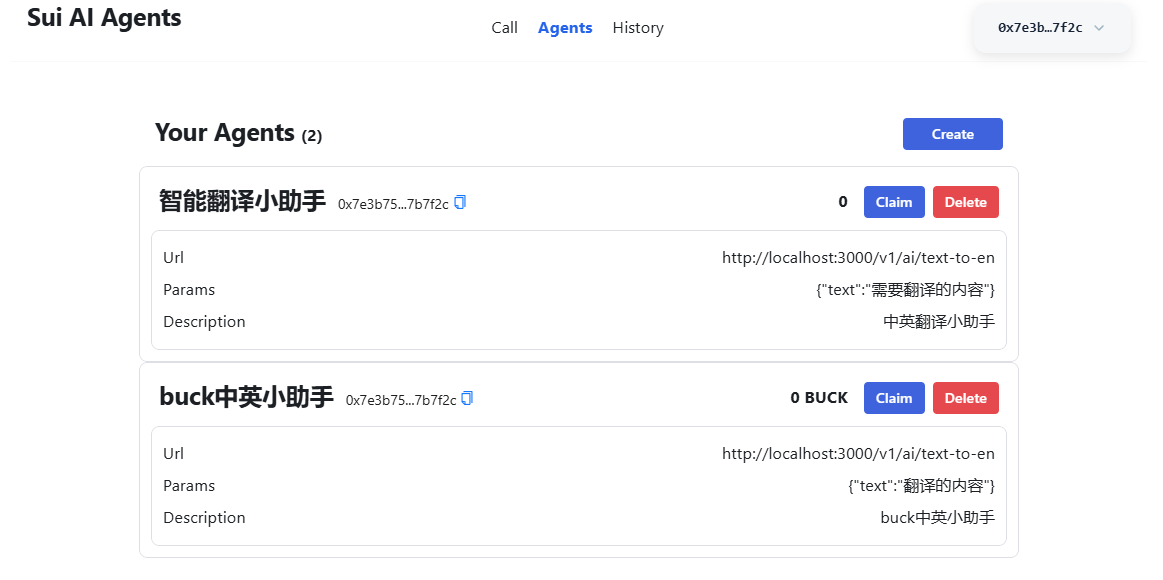 Sui AI Agents
Call Agents History
0x7e3b…7f2c
Your Agents (2)
Create
智能翻译小助手 0x7e3b75...7b7f2c
0 Claim Delete
Url http://localhost:3000/v1/ai/text-to-en
Params {"text":"需要翻译的内容"}
Description 中英翻译小助手
buck中英小助手 0x7e3b75...7b7f2c
0 BUCK Claim Delete
Url http://localhost:3000/v1/ai/text-to-en
Params {"text":"翻译的内容"}
Description buck中英小助手